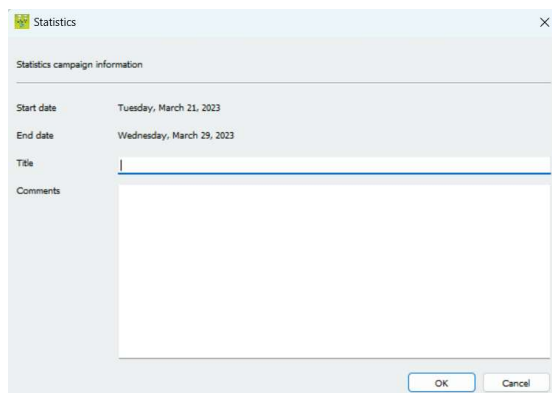 Statistics
Statistics campaign information
Start date Tuesday, March 21, 2023
End date Wednesday, March 29, 2023
Title
Comments
OK Cancel